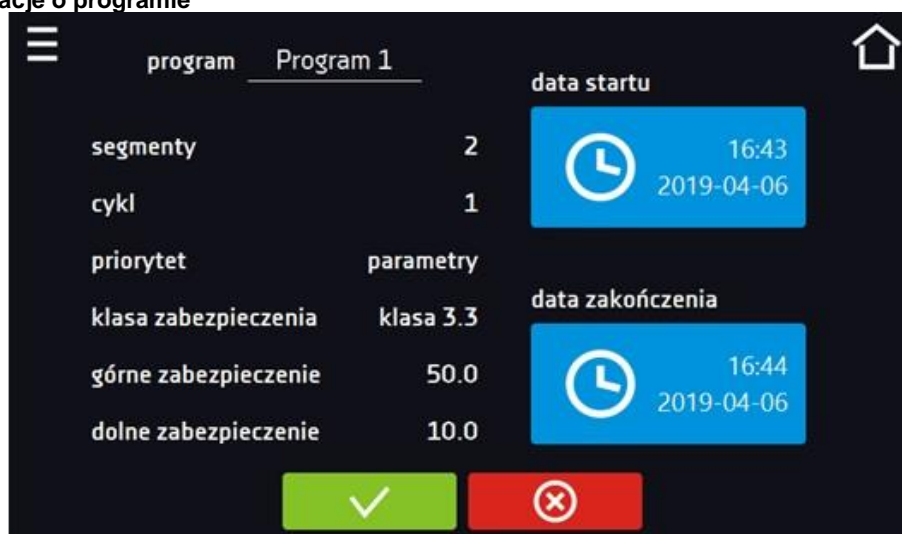 o programie
program Program 1
segmenty 2
cykl 1
priorytet parametry
klasa zabezpieczenia klasa 3.3
górne zabezpieczenie 50.0
dolne zabezpieczenie 10.0
data startu
16:43
2019-04-06
data zakończenia
16:44
2019-04-06